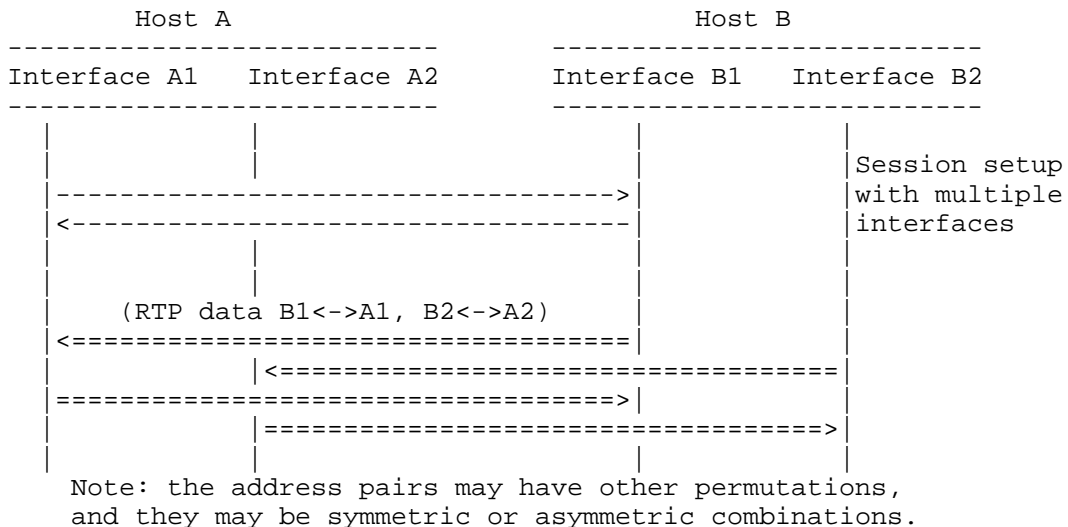 Host A Host B
Interface A1 Interface A2 Interface B1 Interface B2
Session setup
with multiple
interfaces
(RTP data B1<->A1, B2<->A2)
Note: the address pairs may have other permutations,
and they may be symmetric or asymmetric combinations.